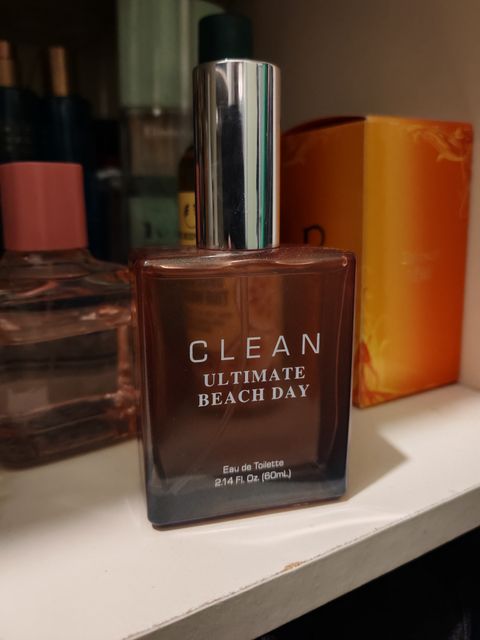 CLEAN
ULTIMATE
BEACH DAY
Eau de Toilette
2.14 Fl. Oz. (60mL)